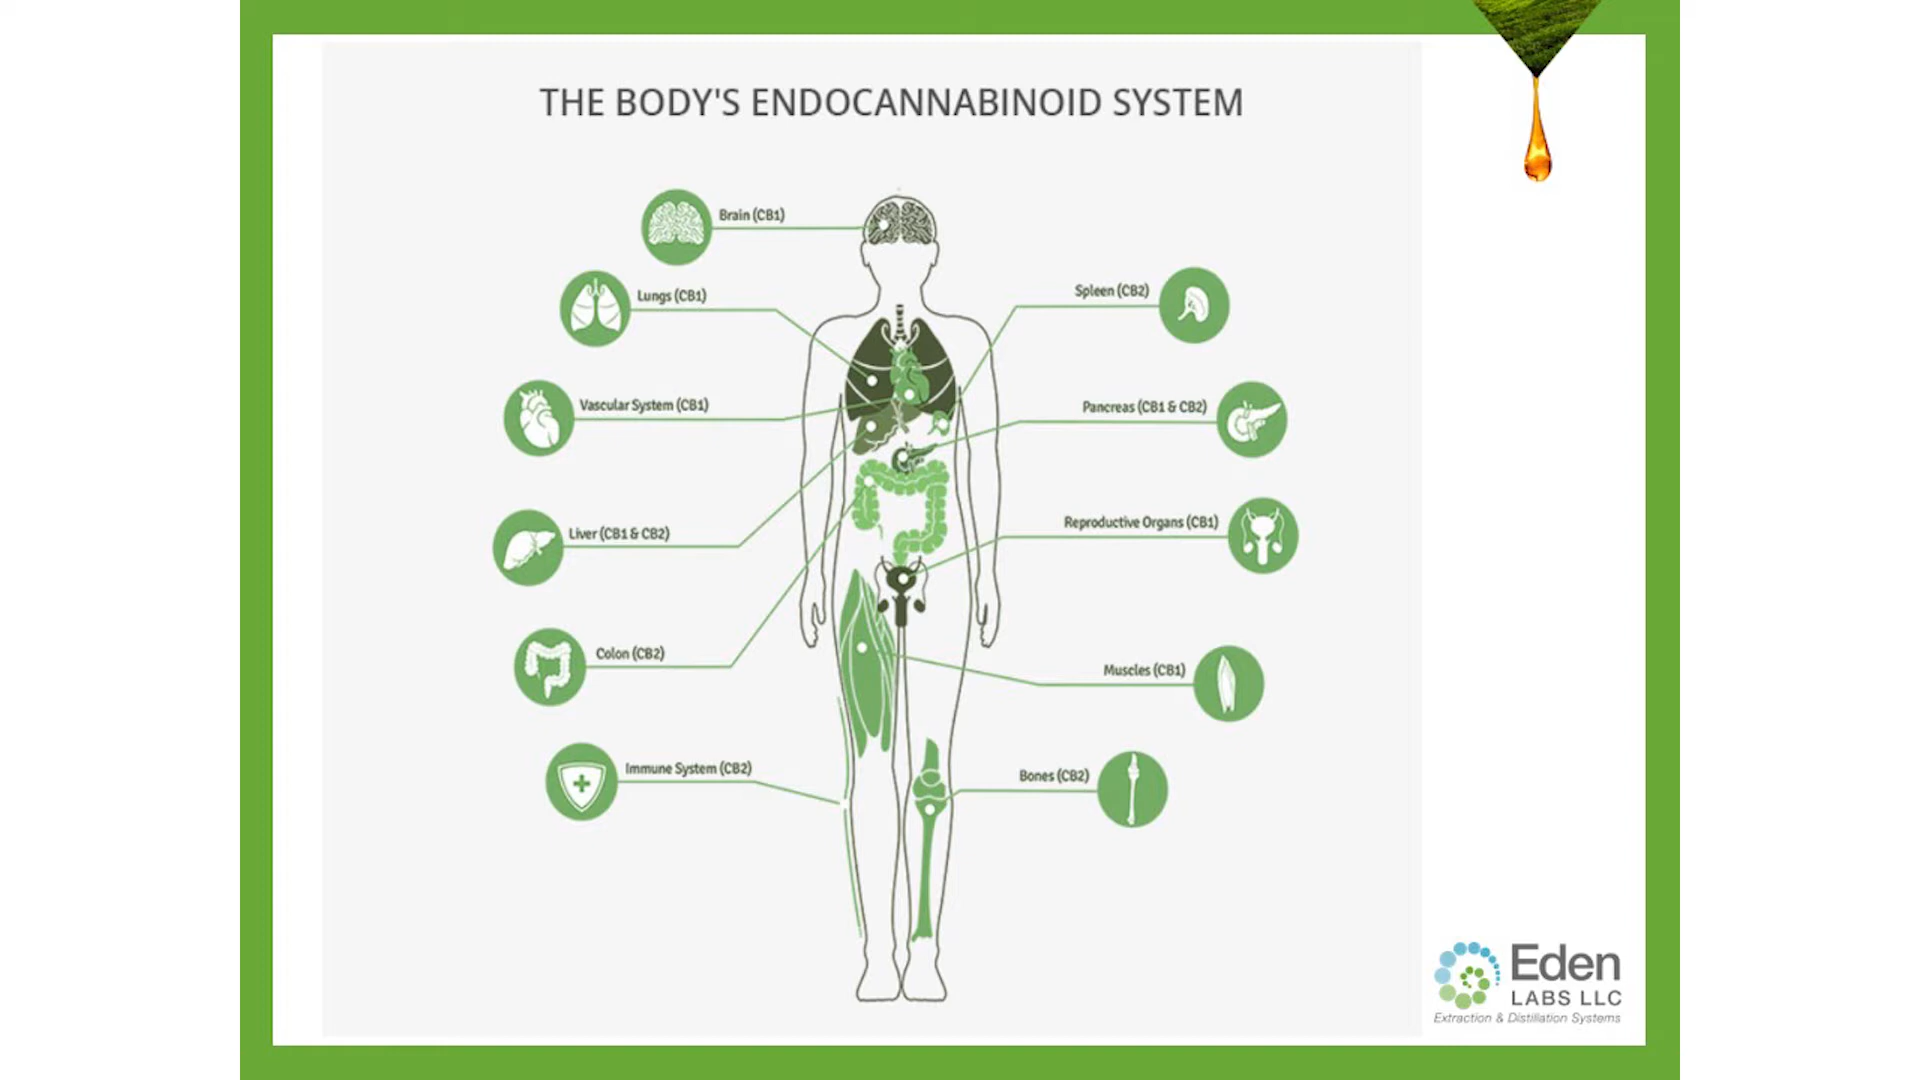 THE BODY'S ENDOCANNABINOID SYSTEM
Brain (CB1)
Lungs (CB1)
Spleen (CB2)
Vascular System (CB1)
Pancreas (CB1 & CB2)
Liver (CB1 & CB2)
Reproductive Organs (CB1)
Colon (CB2)
Muscles (CB1)
Immune System (CB2)
Bones (CB2)
Eden
LABS LLC
Extraction & Distillation Systems